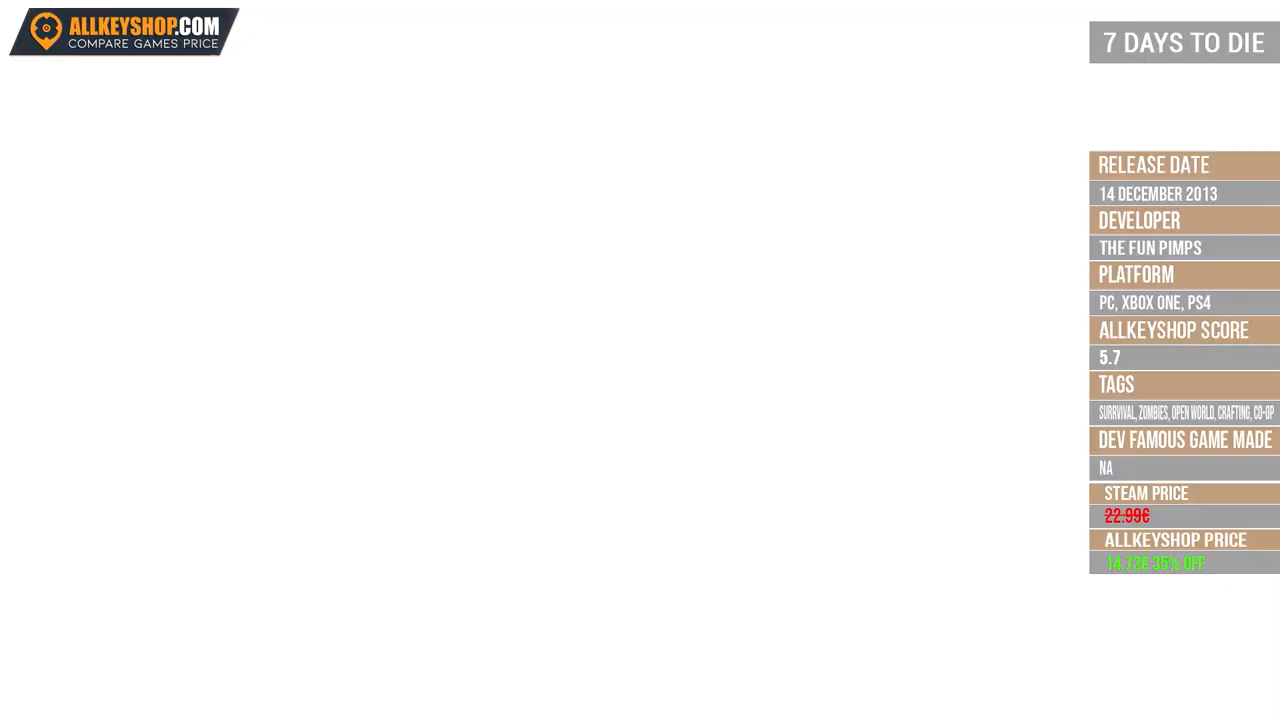 ALLKEYSHOP.COM
COMPARE GAMES PRICE
7 DAYS TO DIE
RELEASE DATE
14 DECEMBER 2013
DEVELOPER
THE FUN PIMPS
PLATFORM
PC, XBOX ONE, PS4
ALLKEYSHOP SCORE
5.7
TAGS
SURRVIVAL, ZOMBIES, OPEN WORLD, CRAFTING, CO-OP
DEV FAMOUS GAME MADE
NA
STEAM PRICE
22.99€
ALLKEYSHOP PRICE
14.73€ 35% OFF